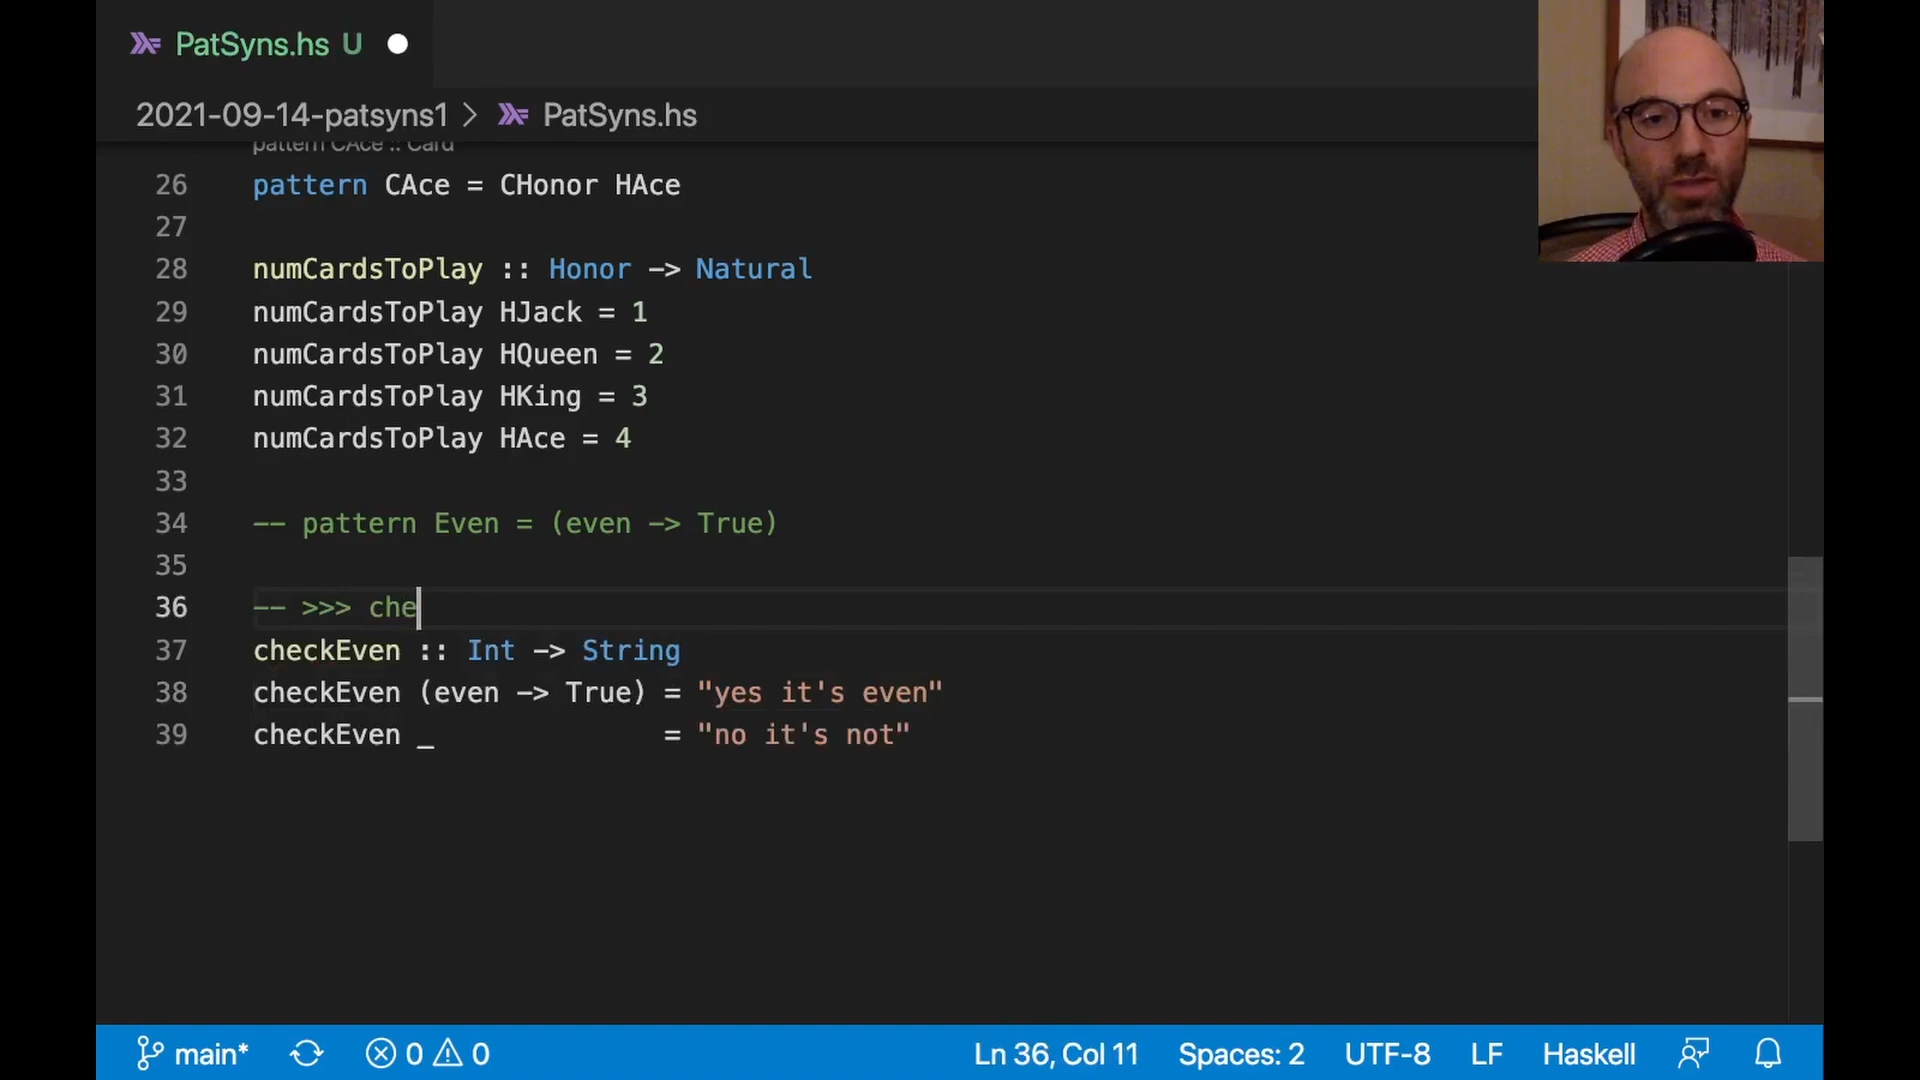 PatSyns.hs U
2021-09-14-patsyns1 > PatSyns.hs
pattern CAce :: Card
26 pattern CAce = CHonor HAce
27
28 numCardsToPlay :: Honor -> Natural
29 numCardsToPlay HJack = 1
30 numCardsToPlay HQueen = 2
31 numCardsToPlay HKing = 3
32 numCardsToPlay HAce = 4
33
34 -- pattern Even = (even -> True)
35
36 -- >>> che
37 checkEven :: Int -> String
38 checkEven (even -> True) = "yes it's even"
39 checkEven _ = "no it's not"
main* 0 0 Ln 36, Col 11 Spaces: 2 UTF-8 LF Haskell